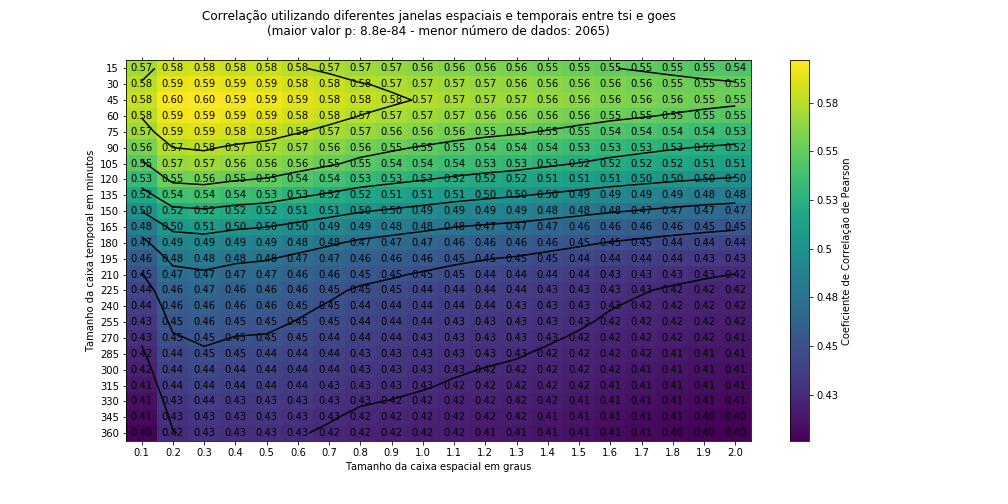 Correlação utilizando diferentes janelas espaciais e temporais entre tsi e goes
(maior valor p: 8.8e-84 - menor número de dados: 2065)
Tamanho da caixa temporal em minutos
15 0.57 0.58 0.58 0.58 0.58 0.58 0.57 0.57 0.57 0.56 0.56 0.56 0.56 0.55 0.55 0.55 0.55 0.55 0.55 0.54
30 0.58 0.59 0.59 0.59 0.59 0.58 0.58 0.58 0.57 0.57 0.57 0.57 0.56 0.56 0.56 0.56 0.55 0.55 0.55 0.55
45 0.58 0.60 0.60 0.59 0.59 0.59 0.58 0.58 0.58 0.57 0.57 0.57 0.57 0.56 0.56 0.56 0.56 0.56 0.55 0.55
60 0.58 0.59 0.59 0.59 0.59 0.58 0.58 0.57 0.57 0.57 0.56 0.56 0.56 0.56 0.56 0.55 0.55 0.55 0.55 0.55
75 0.57 0.59 0.59 0.58 0.58 0.58 0.57 0.57 0.56 0.56 0.56 0.55 0.55 0.55 0.55 0.54 0.54 0.54 0.54 0.53
90 0.56 0.57 0.58 0.57 0.57 0.57 0.56 0.56 0.55 0.55 0.55 0.54 0.54 0.54 0.53 0.53 0.53 0.53 0.52 0.52
105 0.55 0.57 0.57 0.56 0.56 0.56 0.55 0.55 0.54 0.54 0.54 0.53 0.53 0.53 0.52 0.52 0.52 0.52 0.51 0.51
120 0.53 0.55 0.56 0.55 0.55 0.54 0.54 0.53 0.53 0.53 0.52 0.52 0.52 0.51 0.51 0.51 0.50 0.50 0.50 0.50
135 0.52 0.54 0.54 0.54 0.53 0.53 0.52 0.52 0.51 0.51 0.51 0.50 0.50 0.50 0.49 0.49 0.49 0.49 0.48 0.48
150 0.50 0.52 0.52 0.52 0.52 0.51 0.51 0.50 0.50 0.49 0.49 0.49 0.49 0.48 0.48 0.48 0.47 0.47 0.47 0.47
165 0.48 0.50 0.51 0.50 0.50 0.50 0.49 0.49 0.48 0.48 0.48 0.47 0.47 0.47 0.46 0.46 0.46 0.46 0.45 0.45
180 0.47 0.49 0.49 0.49 0.49 0.48 0.48 0.47 0.47 0.47 0.46 0.46 0.46 0.46 0.45 0.45 0.45 0.44 0.44 0.44
195 0.46 0.48 0.48 0.48 0.48 0.47 0.47 0.46 0.46 0.46 0.45 0.45 0.45 0.45 0.44 0.44 0.44 0.44 0.43 0.43
210 0.45 0.47 0.47 0.47 0.47 0.46 0.46 0.45 0.45 0.45 0.45 0.44 0.44 0.44 0.44 0.43 0.43 0.43 0.43 0.42
225 0.44 0.46 0.47 0.46 0.46 0.46 0.45 0.45 0.45 0.44 0.44 0.44 0.44 0.43 0.43 0.43 0.43 0.42 0.42 0.42
240 0.44 0.46 0.46 0.46 0.46 0.45 0.45 0.44 0.44 0.44 0.44 0.44 0.43 0.43 0.43 0.43 0.42 0.42 0.42 0.42
255 0.43 0.45 0.46 0.45 0.45 0.45 0.45 0.44 0.44 0.44 0.43 0.43 0.43 0.43 0.43 0.42 0.42 0.42 0.42 0.42
270 0.43 0.45 0.45 0.45 0.45 0.45 0.44 0.44 0.44 0.43 0.43 0.43 0.43 0.43 0.42 0.42 0.42 0.42 0.42 0.41
285 0.42 0.44 0.45 0.45 0.44 0.44 0.44 0.43 0.43 0.43 0.43 0.43 0.43 0.42 0.42 0.42 0.42 0.41 0.41 0.41
300 0.42 0.44 0.44 0.44 0.44 0.44 0.43 0.43 0.43 0.43 0.42 0.42 0.42 0.42 0.42 0.41 0.41 0.41 0.41 0.41
315 0.41 0.44 0.44 0.44 0.44 0.44 0.43 0.43 0.43 0.43 0.42 0.42 0.42 0.42 0.42 0.41 0.41 0.41 0.41 0.41
330 0.41 0.43 0.44 0.43 0.43 0.43 0.43 0.43 0.42 0.42 0.42 0.42 0.42 0.41 0.41 0.41 0.41 0.41 0.41 0.41
345 0.41 0.43 0.43 0.43 0.43 0.43 0.43 0.42 0.42 0.42 0.42 0.42 0.42 0.41 0.41 0.41 0.41 0.41 0.40 0.40
360 0.40 0.42 0.43 0.43 0.43 0.43 0.42 0.42 0.42 0.42 0.42 0.41 0.41 0.41 0.41 0.41 0.41 0.40 0.40 0.40
0.1 0.2 0.3 0.4 0.5 0.6 0.7 0.8 0.9 1.0 1.1 1.2 1.3 1.4 1.5 1.6 1.7 1.8 1.9 2.0
Tamanho da caixa espacial em graus
0.58
0.55
0.53
0.5
0.48
0.45
0.43
Coeficiente de Correlação de Pearson